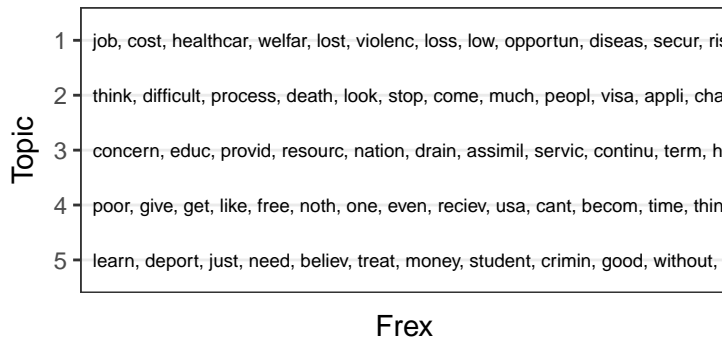 1 job, cost, healthcar, welfar, lost, violenc, loss, low, opportun, diseas, secur,
2 think, difficult, process, death, look, stop, come, much, peopl, visa, appli,
Topic
3 concern, educ, provid, resourc, nation, drain, assimil, servic, continu, term,
4 poor, give, get, like, free, noth, one, even, reciev, usa, cant, becom, time,
5 learn, deport, just, need, believ, treat, money, student, crimin, good, without,
Frex